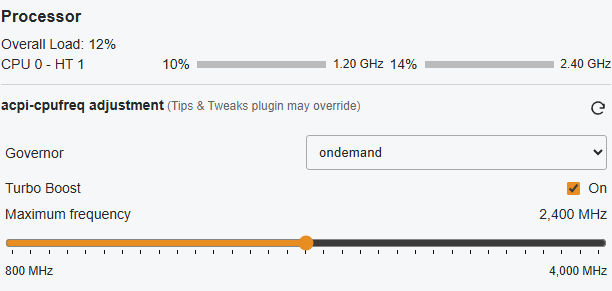 Processor
Overall Load: 12%
CPU 0 - HT 1 10% 1.20 GHz 14% 2.40 GHz
acpi-cpufreq adjustment (Tips & Tweaks plugin may override)
Governor ondemand
Turbo Boost On
Maximum frequency 2,400 MHz
800 MHz 4,000 MHz